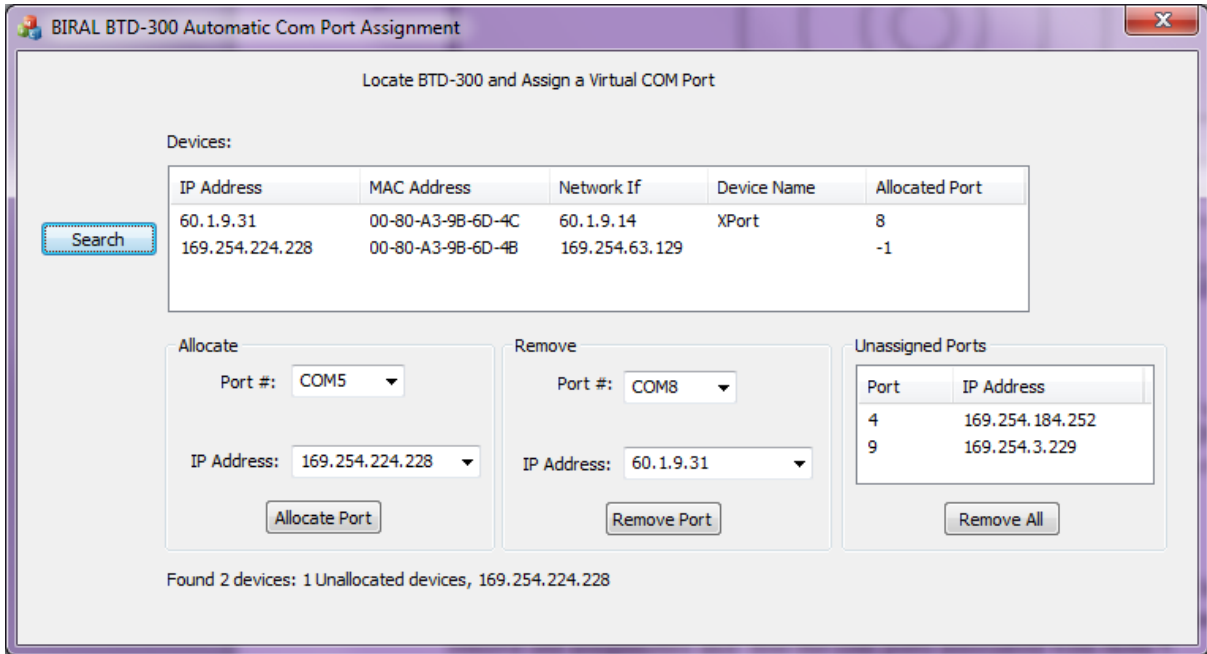 BIRAL BTD-300 Automatic Com Port Assignment
Locate BTD-300 and Assign a Virtual COM Port
Devices:
IP Address MAC Address Network If Device Name Allocated Port
60.1.9.31 00-80-A3-9B-6D-4C 60.1.9.14 XPort 8
Search
169.254.224.228 00-80-A3-9B-6D-4B 169.254.63.129 -1
Allocate
Port #: COM5
IP Address: 169.254.224.228
Allocate Port
Remove
Port #: COM8
IP Address: 60.1.9.31
Remove Port
Unassigned Ports
Port IP Address
4 169.254.184.252
9 169.254.3.229
Remove All
Found 2 devices: 1 Unallocated devices, 169.254.224.228